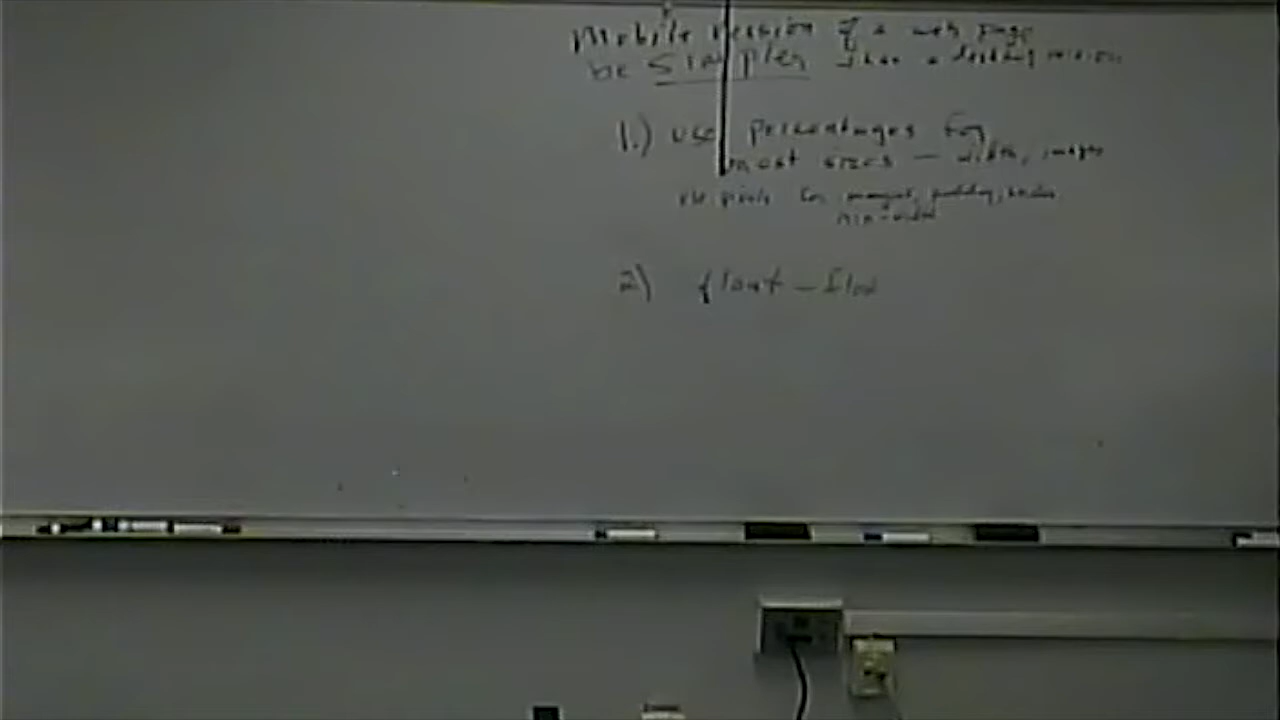 Mobile version of a web page
be simpler than a desktop version
1.) use percentages for
most sizes — width, images
use pixels for margins, padding, border
min-width
2) float -